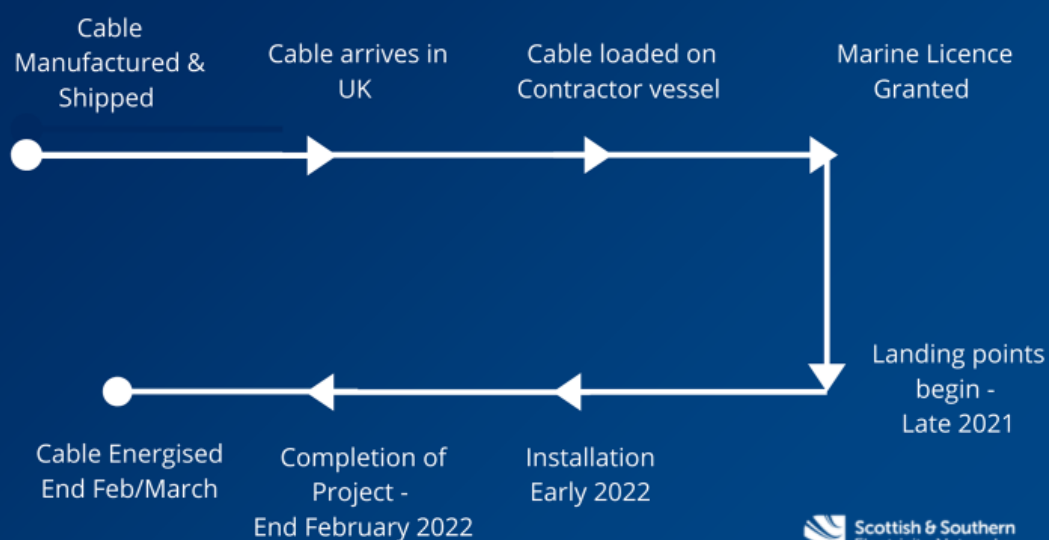 Cable
Manufactured &
Shipped
Cable arrives in
UK
Cable loaded on
Contractor vessel
Marine Licence
Granted
Landing points
begin -
Late 2021
Installation
Early 2022
Completion of
Project -
End February 2022
Cable Energised
End Feb/March
Scottish & Southern